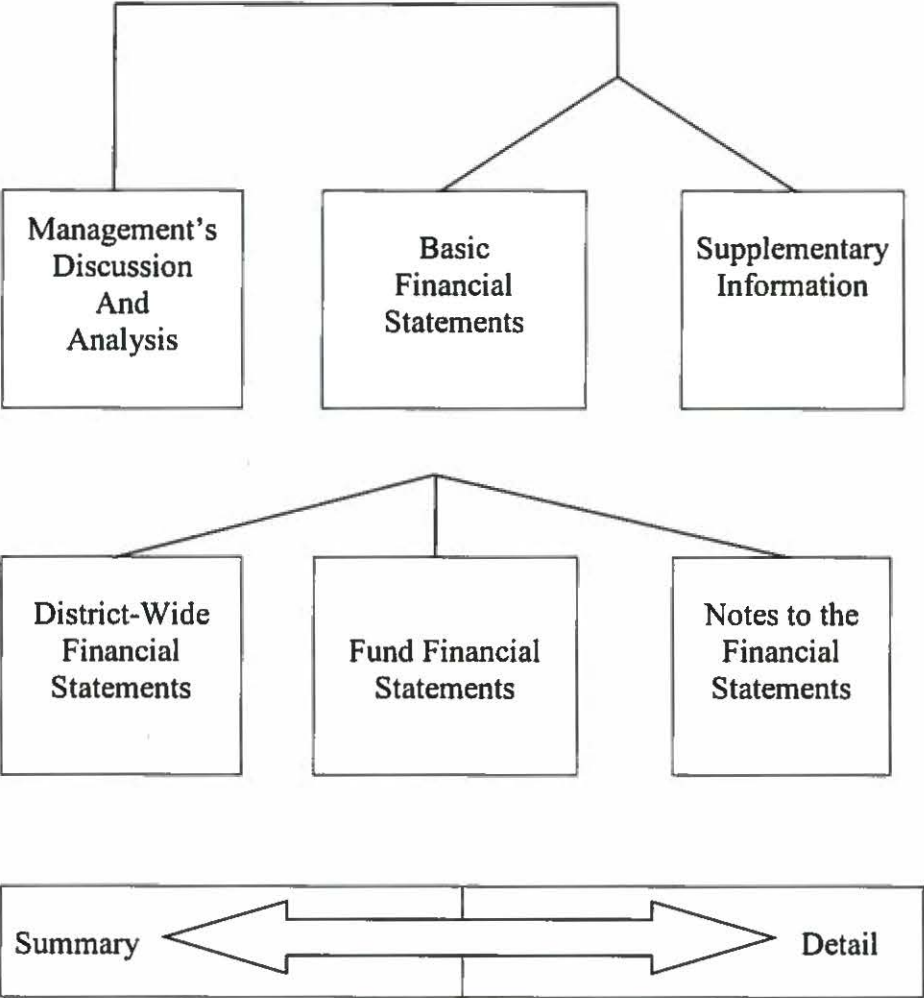 Management's
Discussion
And
Analysis
Basic
Financial
Statements
Supplementary
Information
District-Wide
Financial
Statements
Fund Financial
Statements
Notes to the
Financial
Statements
Summary
Detail